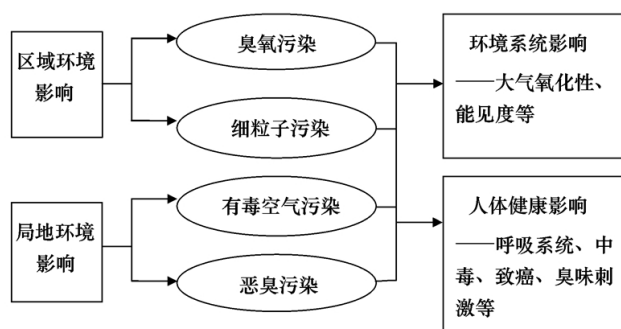 区域环境
影响
臭氧污染
细粒子污染
环境系统影响
——大气氧化性、
能见度等
局地环境
影响
有毒空气污染
恶臭污染
人体健康影响
——呼吸系统、中
毒、致癌、臭味刺
激等